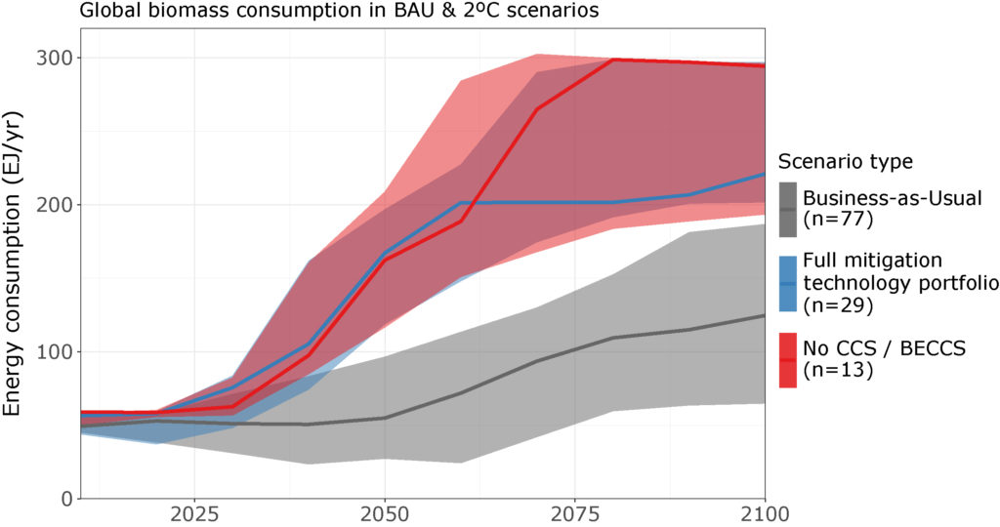 Global biomass consumption in BAU & 2ºC scenarios
Energy consumption (EJ/yr)
300
200
100
0
2025
2050
2075
2100
Scenario type
Business-as-Usual
(n=77)
Full mitigation
technology portfolio
(n=29)
No CCS / BECCS
(n=13)